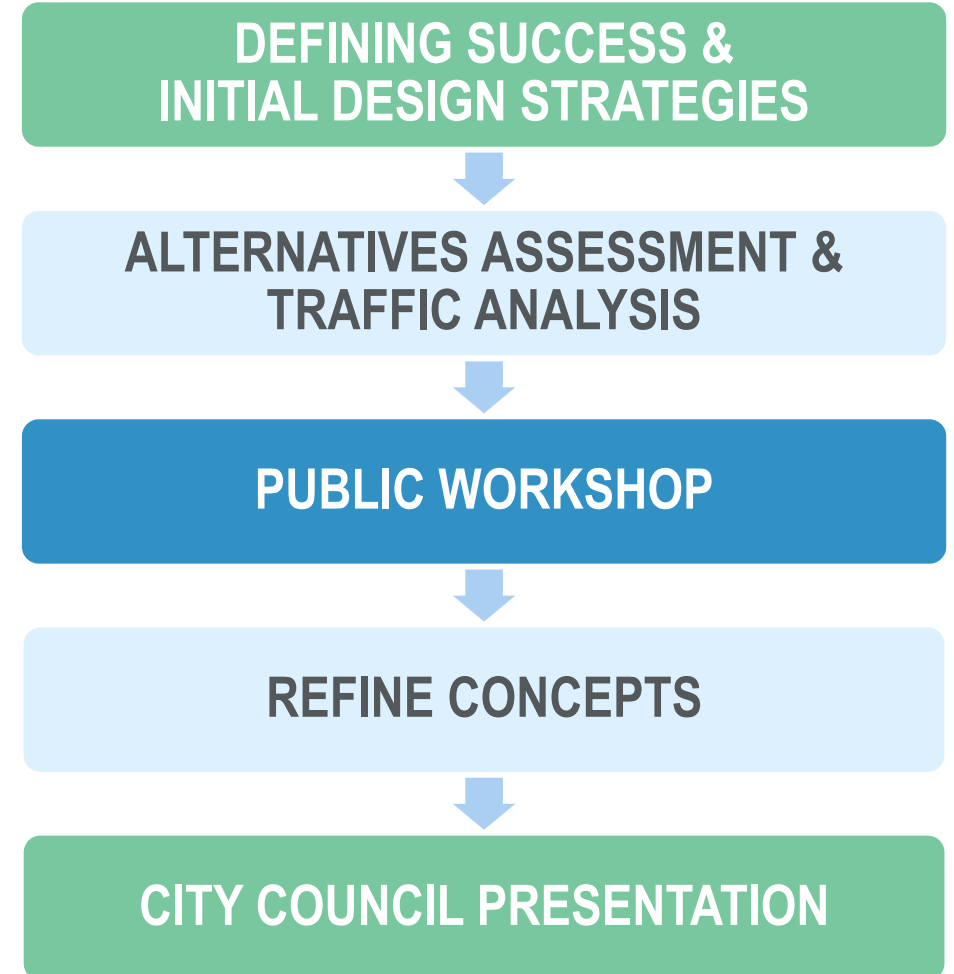 DEFINING SUCCESS &
INITIAL DESIGN STRATEGIES
ALTERNATIVES ASSESSMENT &
TRAFFIC ANALYSIS
PUBLIC WORKSHOP
REFINE CONCEPTS
CITY COUNCIL PRESENTATION